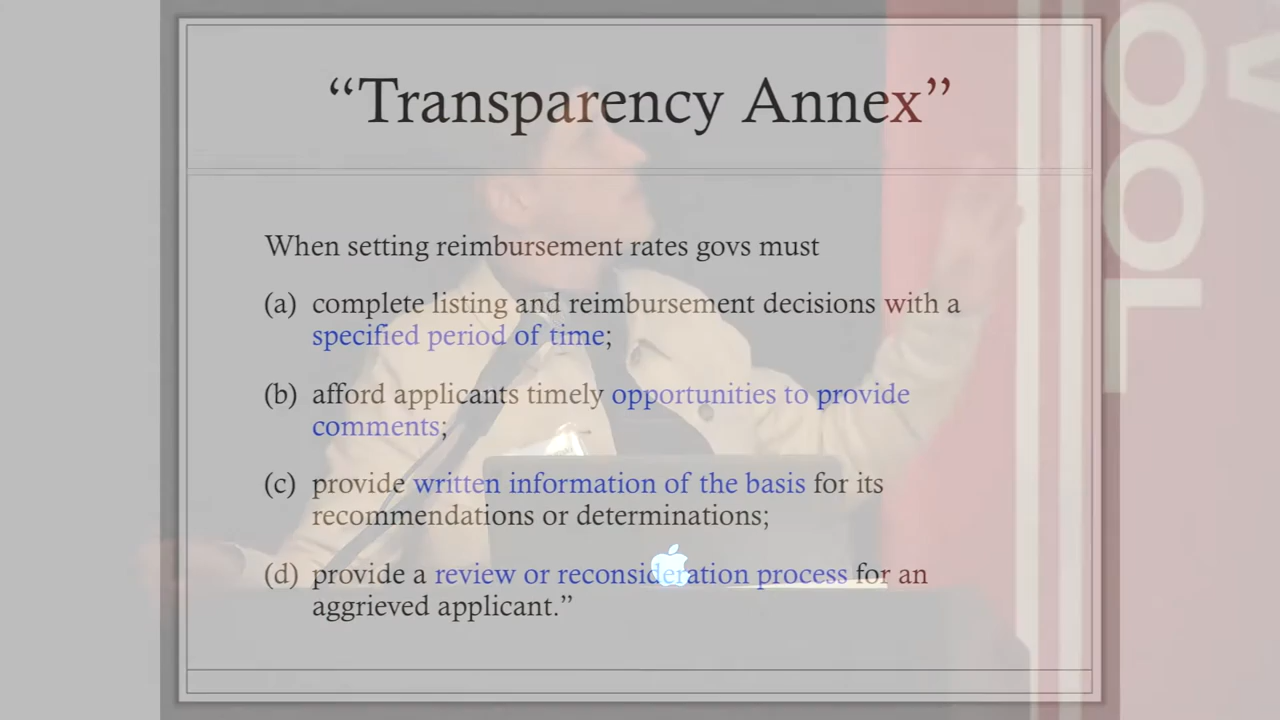 “Transparency Annex”
When setting reimbursement rates govs must
(a) complete listing and reimbursement decisions with a
specified period of time;
(b) afford applicants timely opportunities to provide
comments;
(c) provide written information of the basis for its
recommendations or determinations;
(d) provide a review or reconsideration process for an
aggrieved applicant.”
OOL